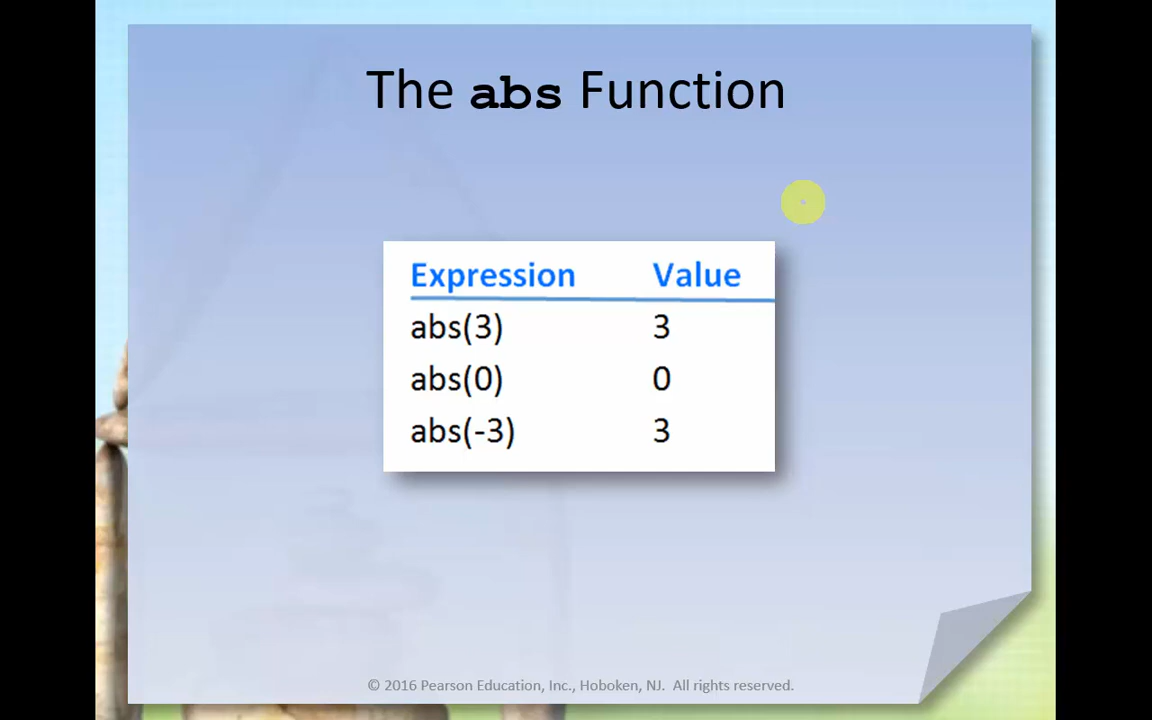 The abs Function
Expression Value
abs(3) 3
abs(0) 0
abs(-3) 3
© 2016 Pearson Education, Inc., Hoboken, NJ. All rights reserved.